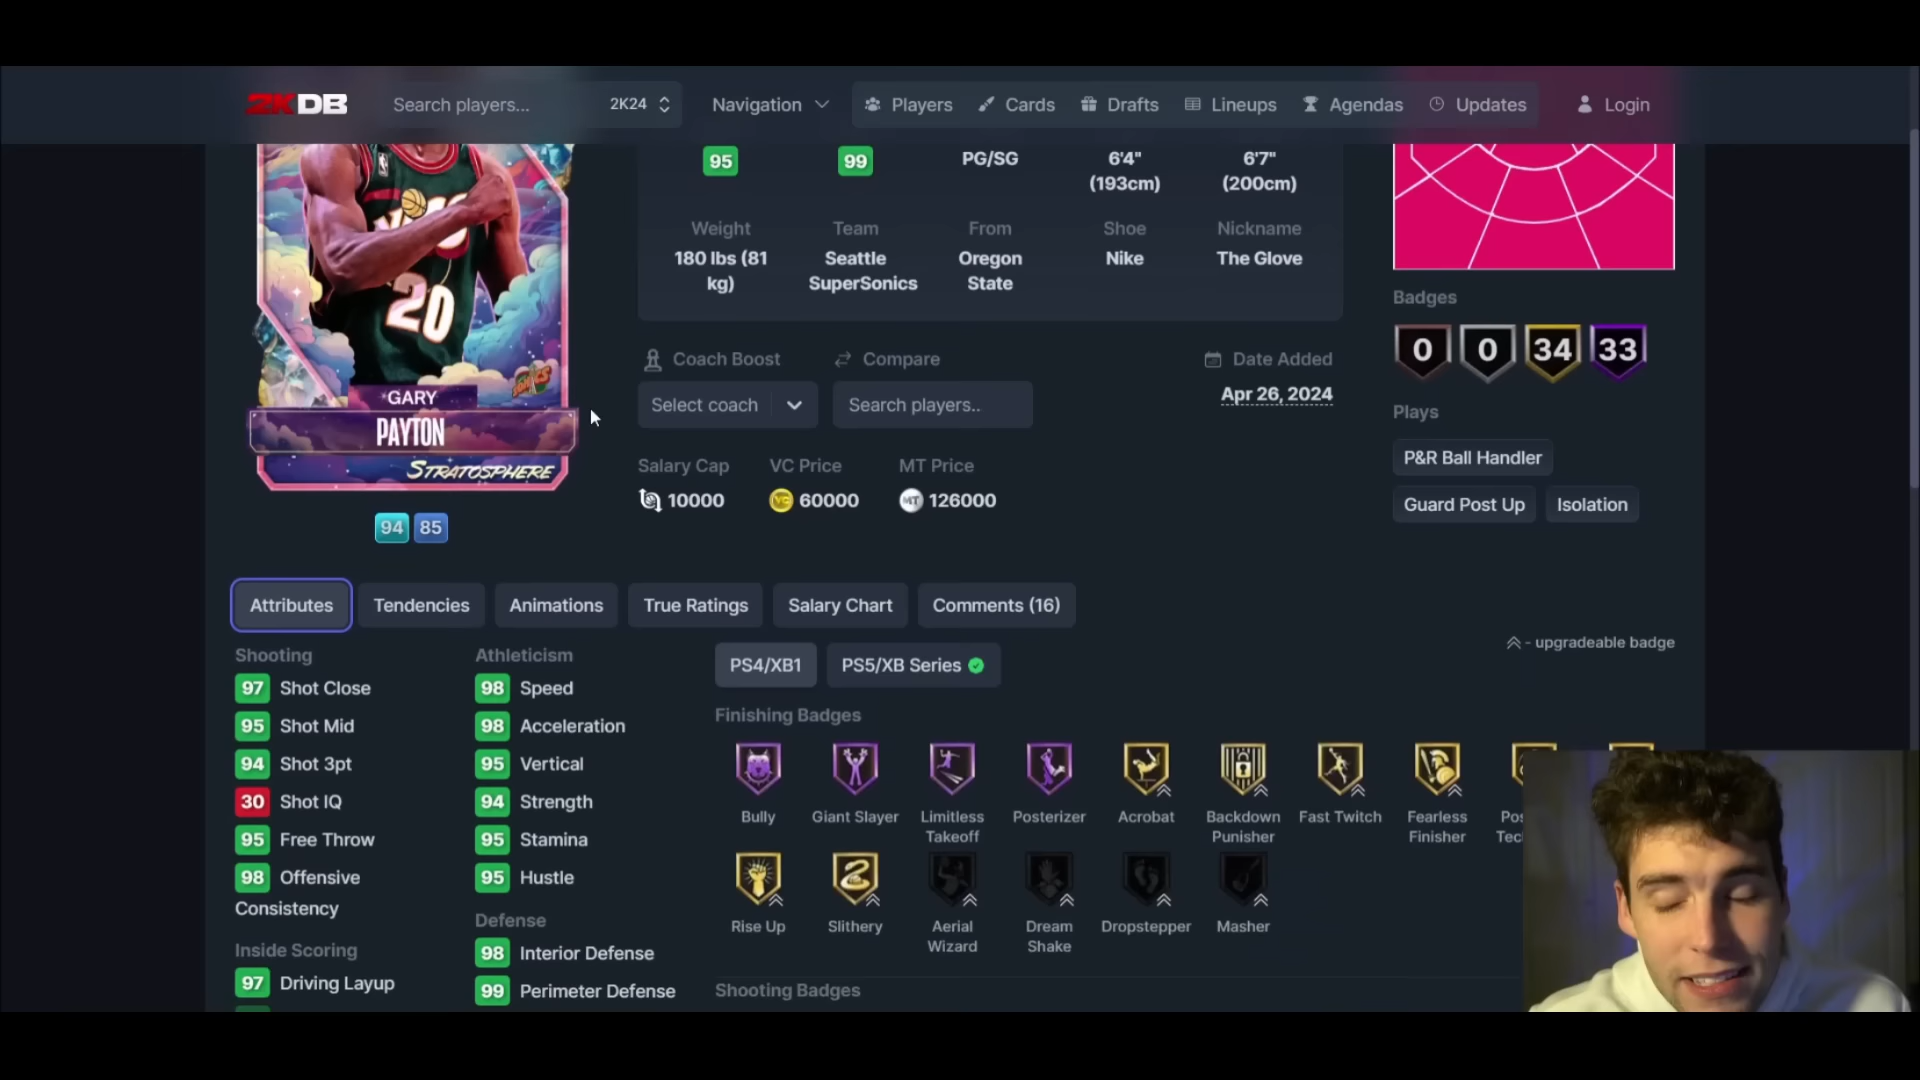 2KDB
Search players...
2K24
Navigation
Players
Cards
Drafts
Lineups
Agendas
Updates
Login
95
99
PG/SG
6'4"
(193cm)
6'7"
(200cm)
Weight
Team
From
Shoe
Nickname
180 lbs (81
kg)
Seattle
SuperSonics
Oregon
State
Nike
The Glove
20
SONICS
GARY
PAYTON
STRATOSPHERE
94 85
Coach Boost
Compare
Date Added
Select coach
Search players..
Apr 26, 2024
Salary Cap
VC Price
MT Price
10000
VC 60000
MT 126000
Badges
0 0 34 33
Plays
P&R Ball Handler
Guard Post Up
Isolation
Attributes
Tendencies
Animations
True Ratings
Salary Chart
Comments (16)
- upgradeable badge
Shooting
97 Shot Close
95 Shot Mid
94 Shot 3pt
30 Shot IQ
95 Free Throw
98 Offensive
Consistency
Inside Scoring
97 Driving Layup
Athleticism
98 Speed
98 Acceleration
95 Vertical
94 Strength
95 Stamina
95 Hustle
Defense
98 Interior Defense
99 Perimeter Defense
PS4/XB1
PS5/XB Series
Finishing Badges
Bully
Giant Slayer
Limitless
Takeoff
Posterizer
Acrobat
Backdown
Punisher
Fast Twitch
Fearless
Finisher
Rise Up
Slithery
Aerial
Wizard
Dream
Shake
Dropstepper
Masher
Shooting Badges